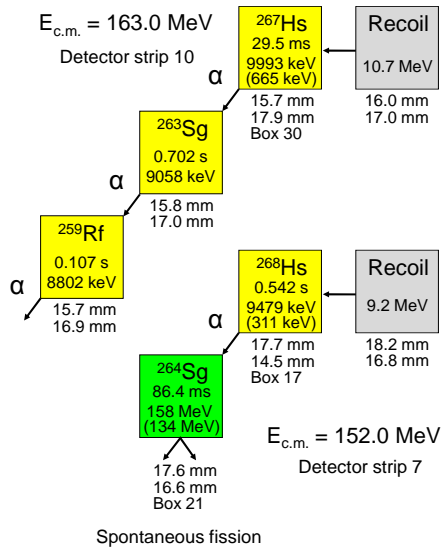 E_c.m. = 163.0 MeV
Detector strip 10
²⁶⁷Hs
29.5 ms
9993 keV
(665 keV)
15.7 mm
17.9 mm
Box 30
Recoil
10.7 MeV
16.0 mm
17.0 mm
α
²⁶³Sg
0.702 s
9058 keV
15.8 mm
17.0 mm
α
²⁵⁹Rf
0.107 s
8802 keV
15.7 mm
16.9 mm
α
²⁶⁸Hs
0.542 s
9479 keV
(311 keV)
17.7 mm
14.5 mm
Box 17
Recoil
9.2 MeV
18.2 mm
16.8 mm
α
²⁶⁴Sg
86.4 ms
158 MeV
(134 MeV)
17.6 mm
16.6 mm
Box 21
E_c.m. = 152.0 MeV
Detector strip 7
Spontaneous fission